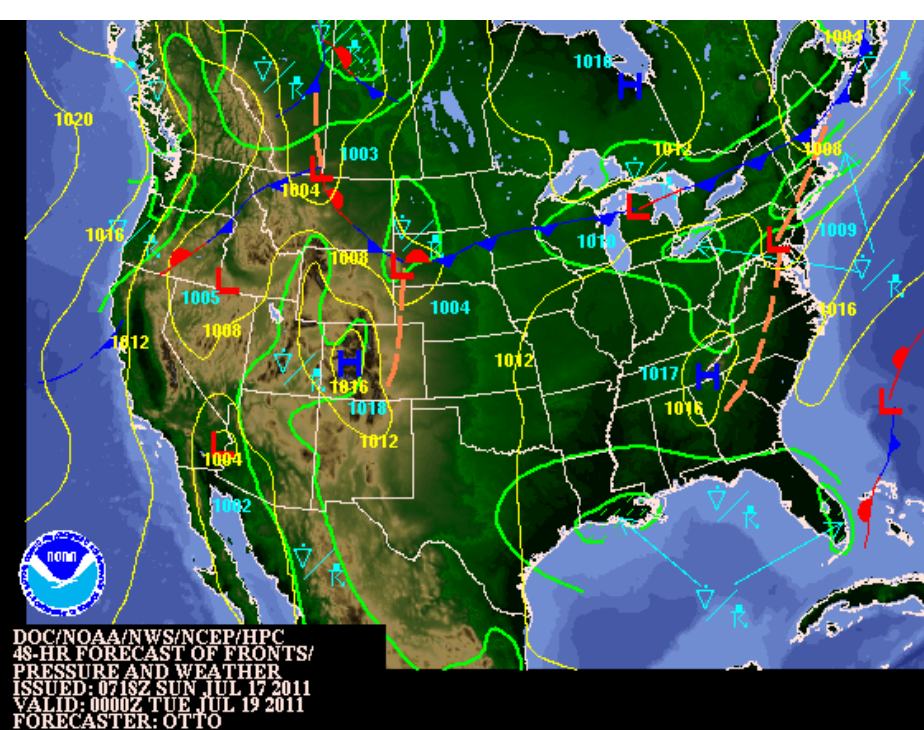 1004
1016
H
1020
1003
1012
1008
L
1004
L
1016
1010
1009
L
1008
L
L
1005
1004
1016
1008
1012
1012
1017
H
H
1016
1018
1016
L
1012
L
1004
1002
noaa
DOC/NOAA/NWS/NCEP/HPC
48-HR FORECAST OF FRONTS/
PRESSURE AND WEATHER
ISSUED: 0718Z SUN JUL 17 2011
VALID: 0000Z TUE JUL 19 2011
FORECASTER: OTTO